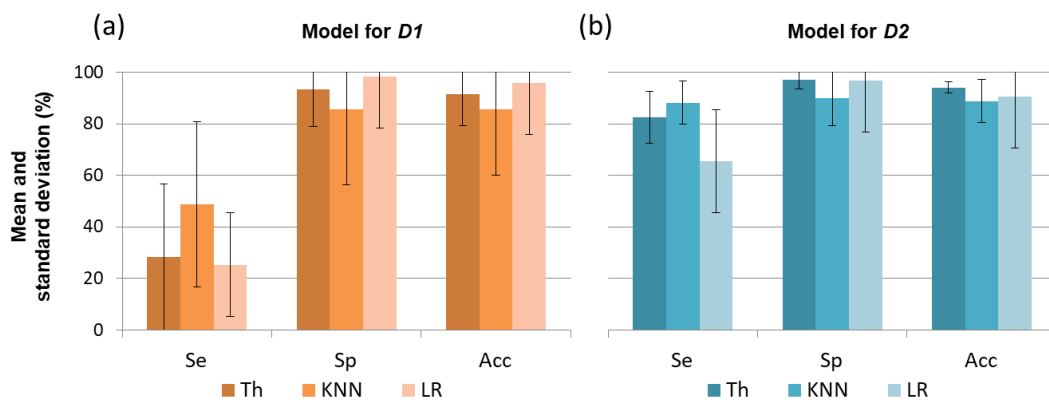 (a)
Model for D1
(b)
Model for D2
Mean and
standard deviation (%)
100
80
60
40
20
0
Se
Sp
Acc
Se
Sp
Acc
Th
KNN
LR
Th
KNN
LR